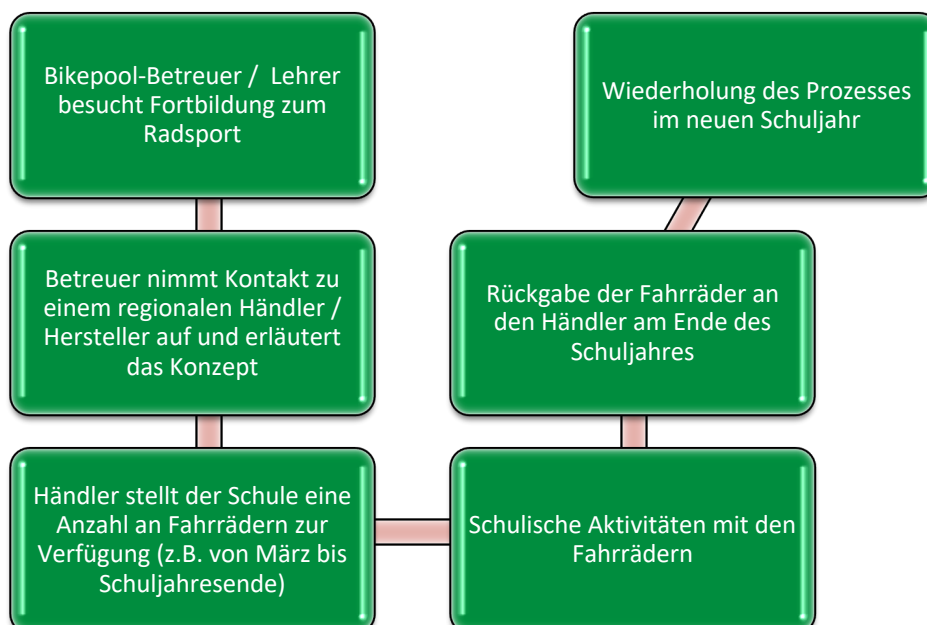 Bikepool-Betreuer / Lehrer
besucht Fortbildung zum
Radsport
Betreuer nimmt Kontakt zu
einem regionalen Händler /
Hersteller auf und erläutert
das Konzept
Händler stellt der Schule eine
Anzahl an Fahrrädern zur
Verfügung (z.B. von März bis
Schuljahresende)
Schulische Aktivitäten mit den
Fahrrädern
Rückgabe der Fahrräder an
den Händler am Ende des
Schuljahres
Wiederholung des Prozesses
im neuen Schuljahr